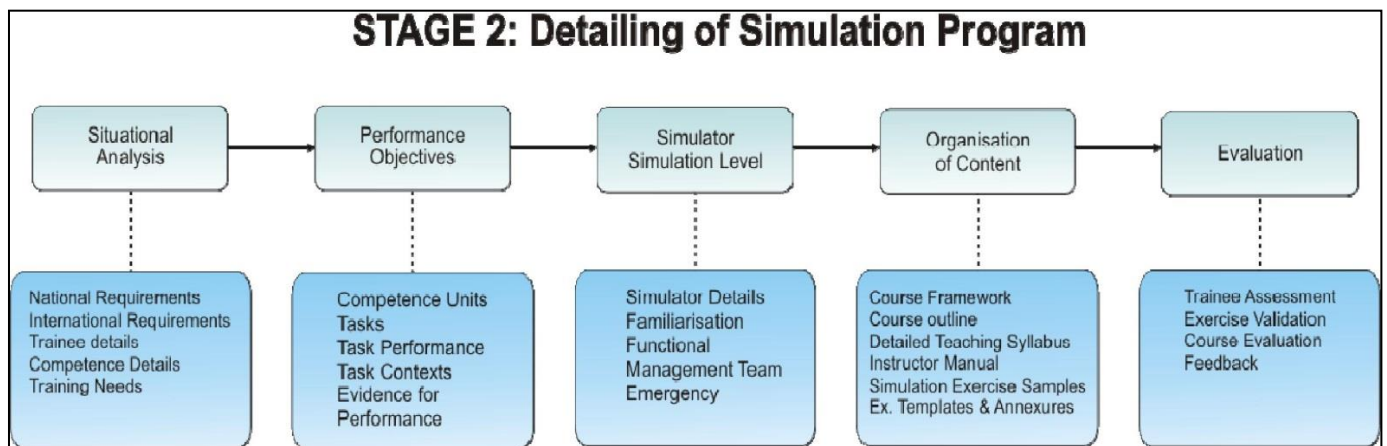 STAGE 2: Detailing of Simulation Program
Situational
Analysis
Performance
Objectives
Simulator
Simulation Level
Organisation
of Content
Evaluation
National Requirements
International Requirements
Trainee details
Competence Details
Training Needs
Competence Units
Tasks
Task Performance
Task Contexts
Evidence for
Performance
Simulator Details
Familiarisation
Functional
Management Team
Emergency
Course Framework
Course outline
Detailed Teaching Syllabus
Instructor Manual
Simulation Exercise Samples
Ex. Templates & Annexures
Trainee Assessment
Exercise Validation
Course Evaluation
Feedback